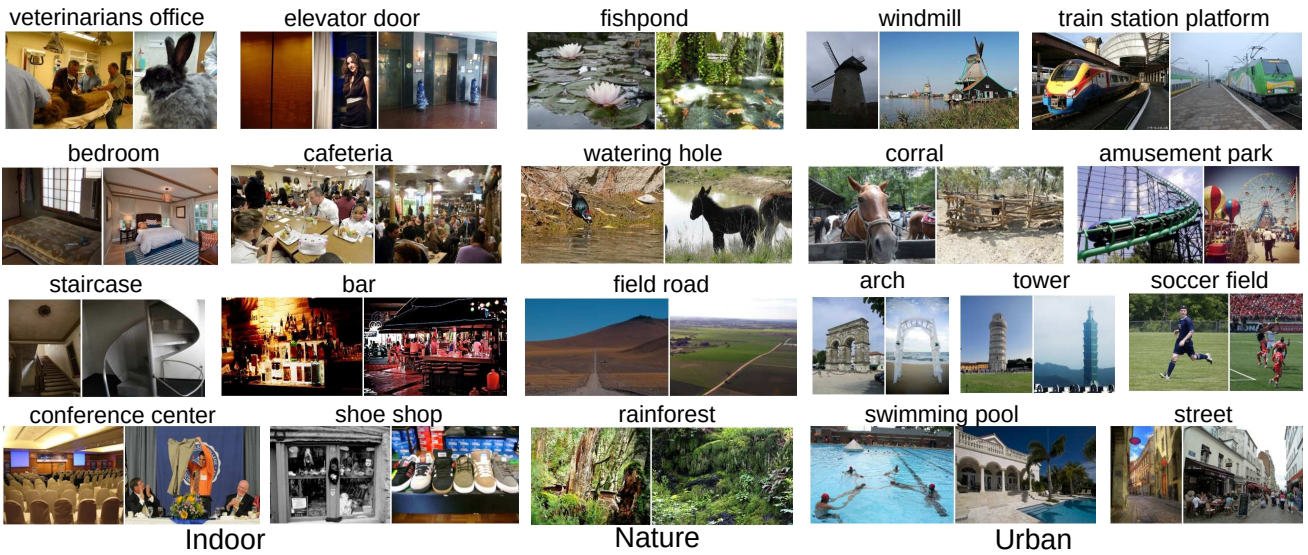 veterinarians office
elevator door
fishpond
windmill
train station platform
bedroom
cafeteria
watering hole
corral
amusement park
staircase
bar
field road
arch
tower
soccer field
conference center
shoe shop
rainforest
swimming pool
street
Indoor
Nature
Urban